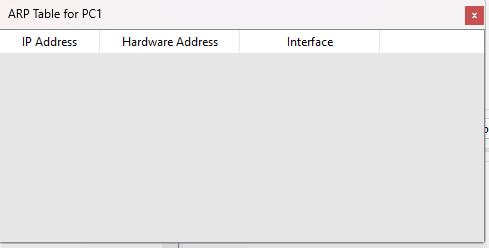 ARP Table for PC1
x
IP Address Hardware Address Interface